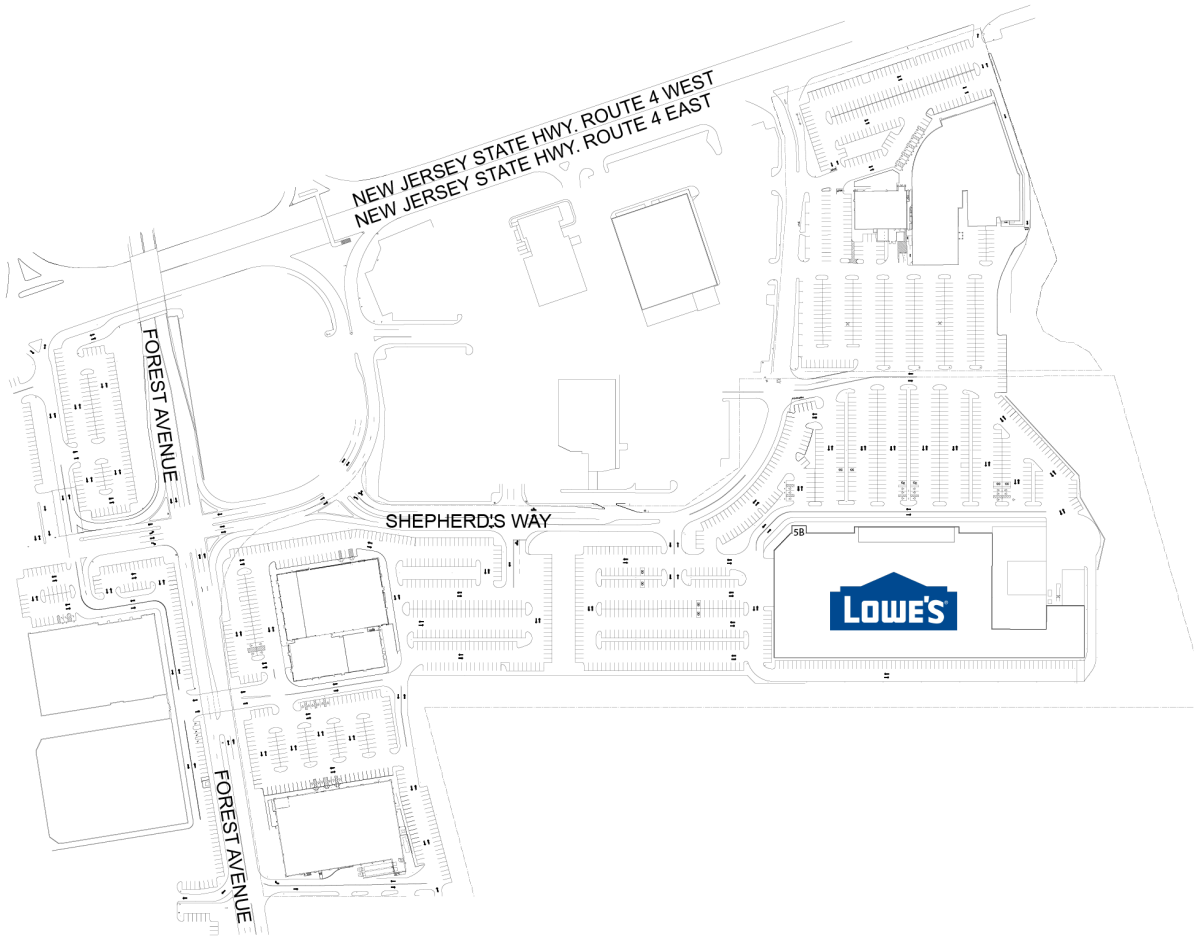 NEW JERSEY STATE HWY. ROUTE 4 WEST
NEW JERSEY STATE HWY. ROUTE 4 EAST
FOREST AVENUE
SHEPHERD'S WAY
5B
LOWE'S®
FOREST AVENUE